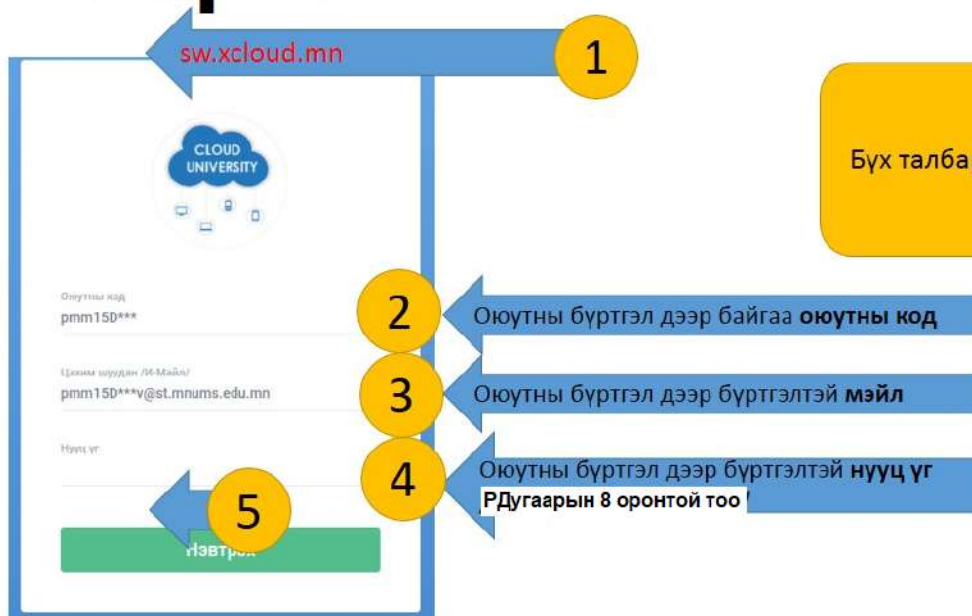 sw.xcloud.mn
1
CLOUD
UNIVERSITY
Бүх талба
Оюутны код
pmm15D***
2
Оюутны бүртгэл дээр байгаа оюутны код
Цахим шуудан /И-Мэйл/
pmm15D***v@st.mnums.edu.mn
3
Оюутны бүртгэл дээр бүртгэлтэй мэйл
Нууц үг
4
Оюутны бүртгэл дээр бүртгэлтэй нууц үг
РДугаарын 8 оронтой тоо
5
Нэвтрэх